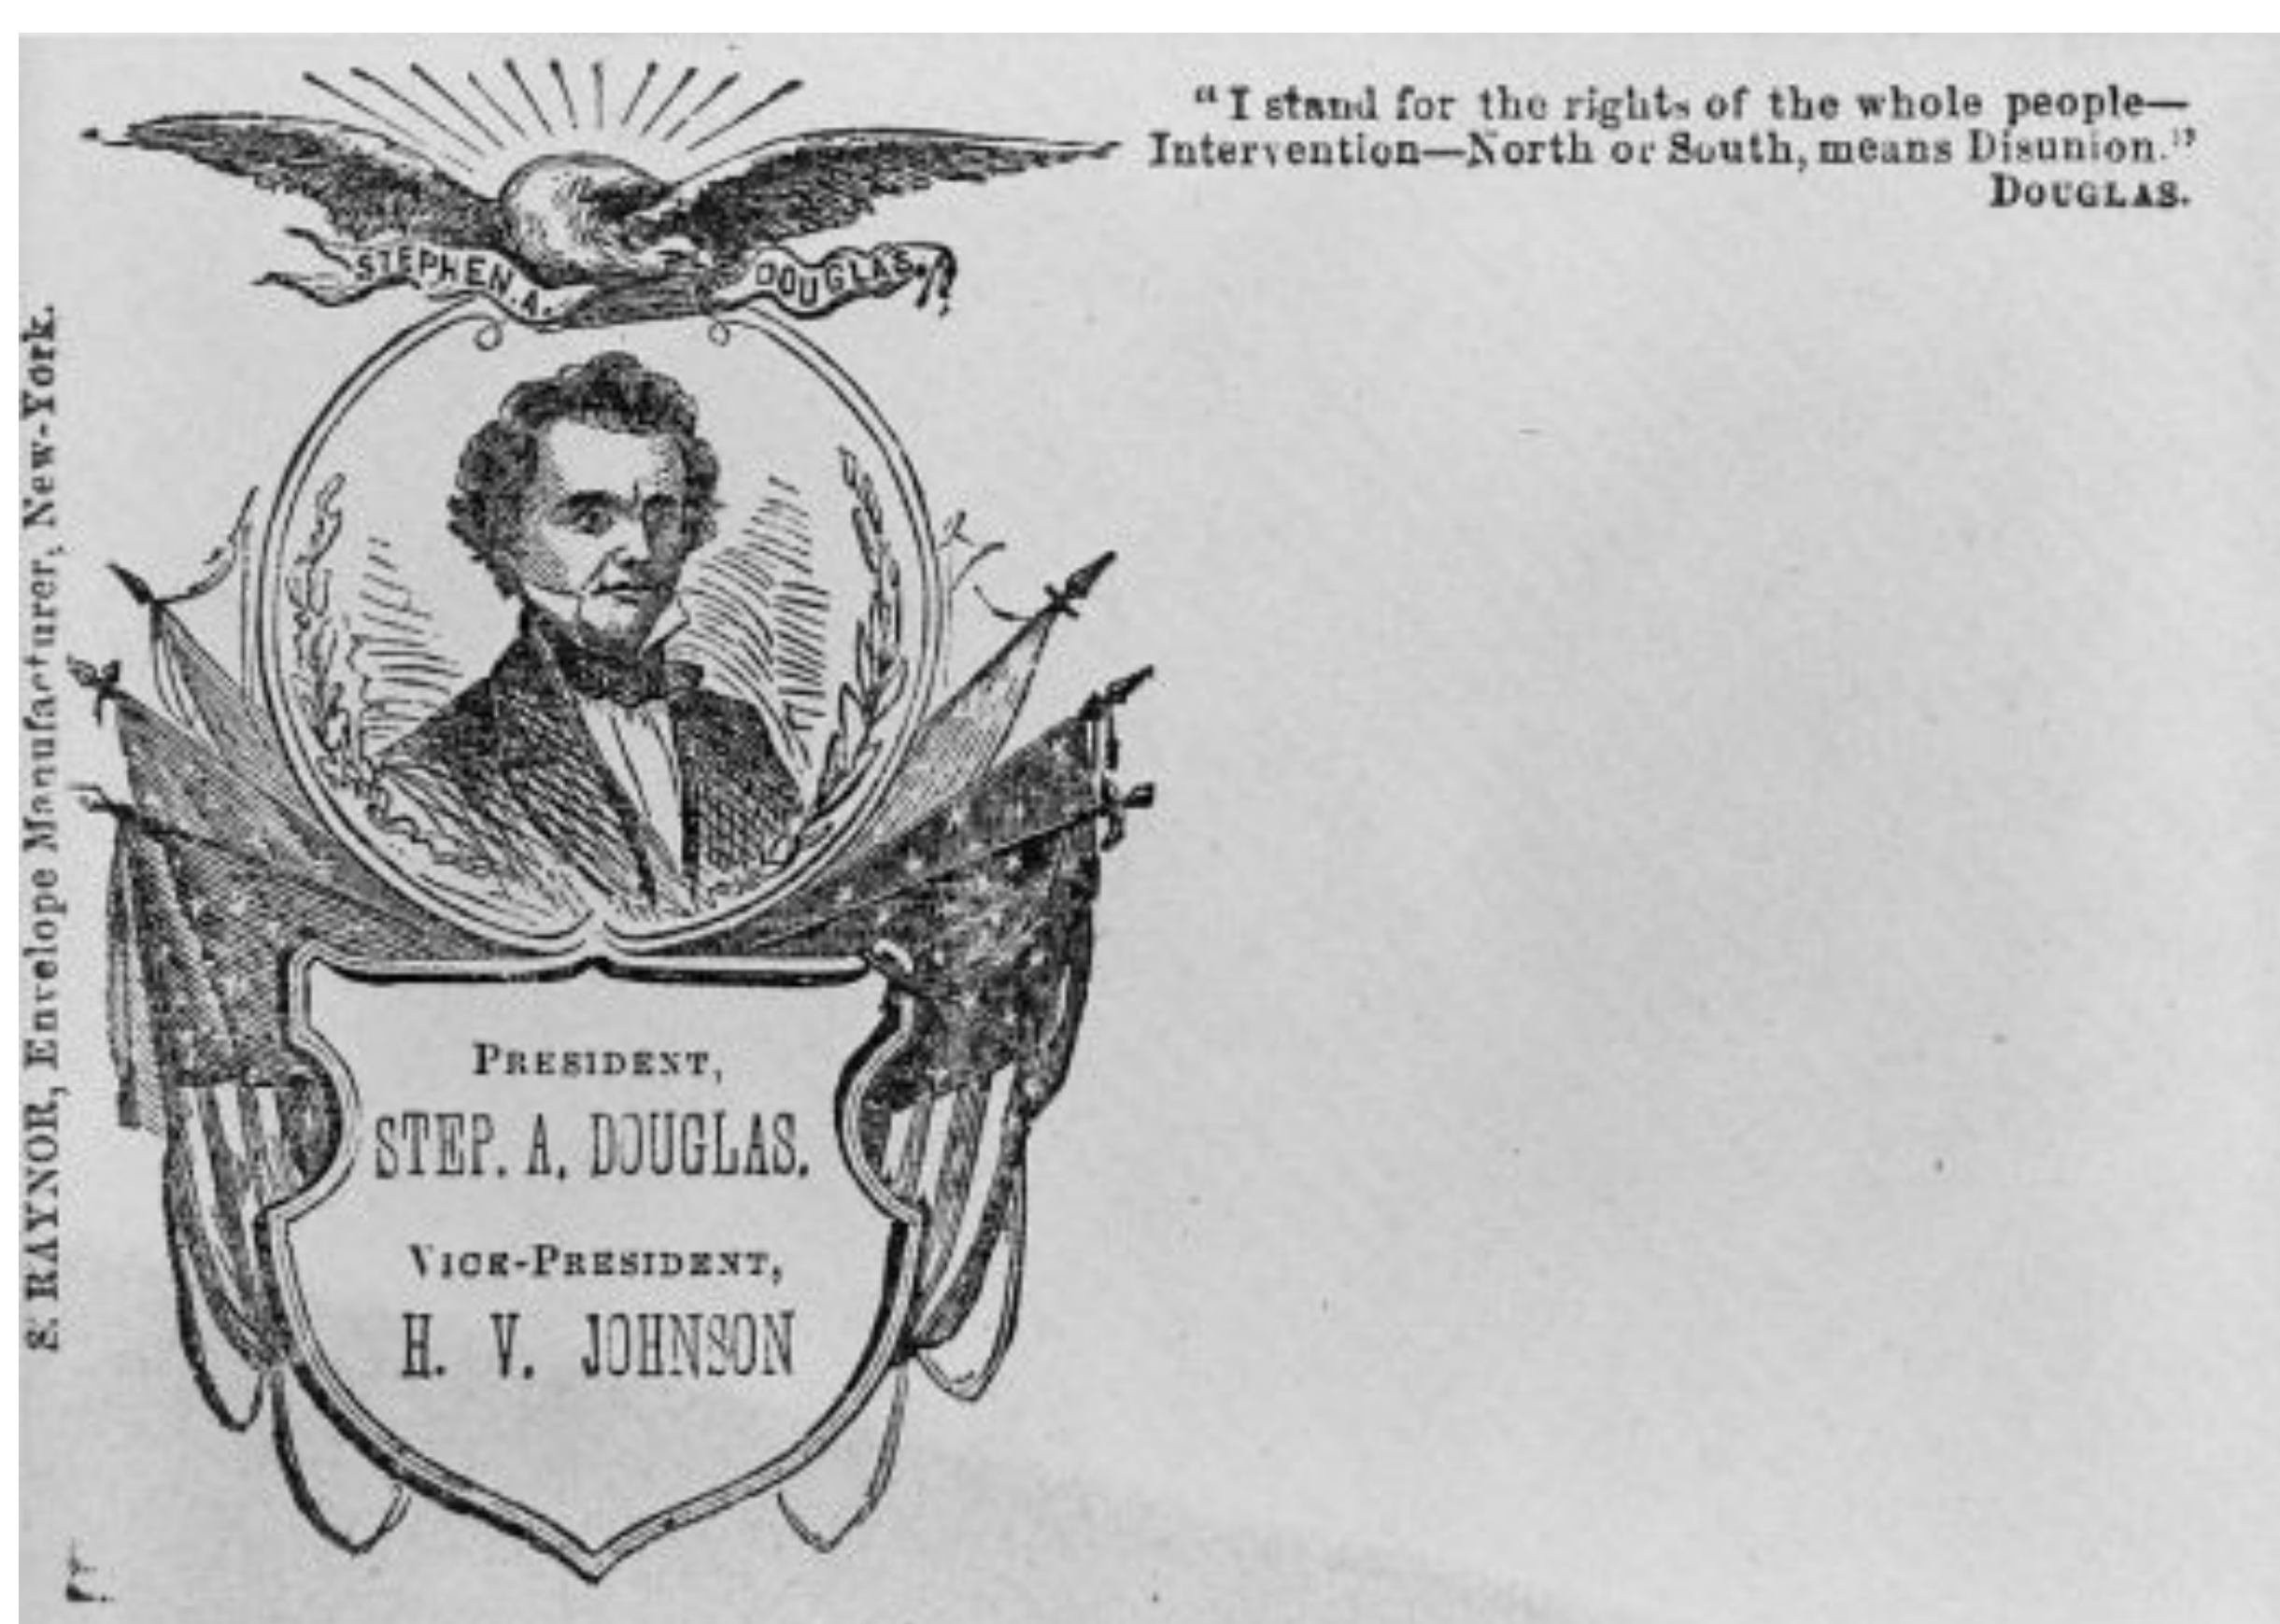 "I stand for the rights of the whole people—
Intervention—North or South, means Disunion."
DOUGLAS.
STEPHEN. A. DOUGLAS.
PRESIDENT,
STEP. A. DOUGLAS.
VICE-PRESIDENT,
H. V. JOHNSON
S. RAYNOR, Envelope Manufacturer, New-York.